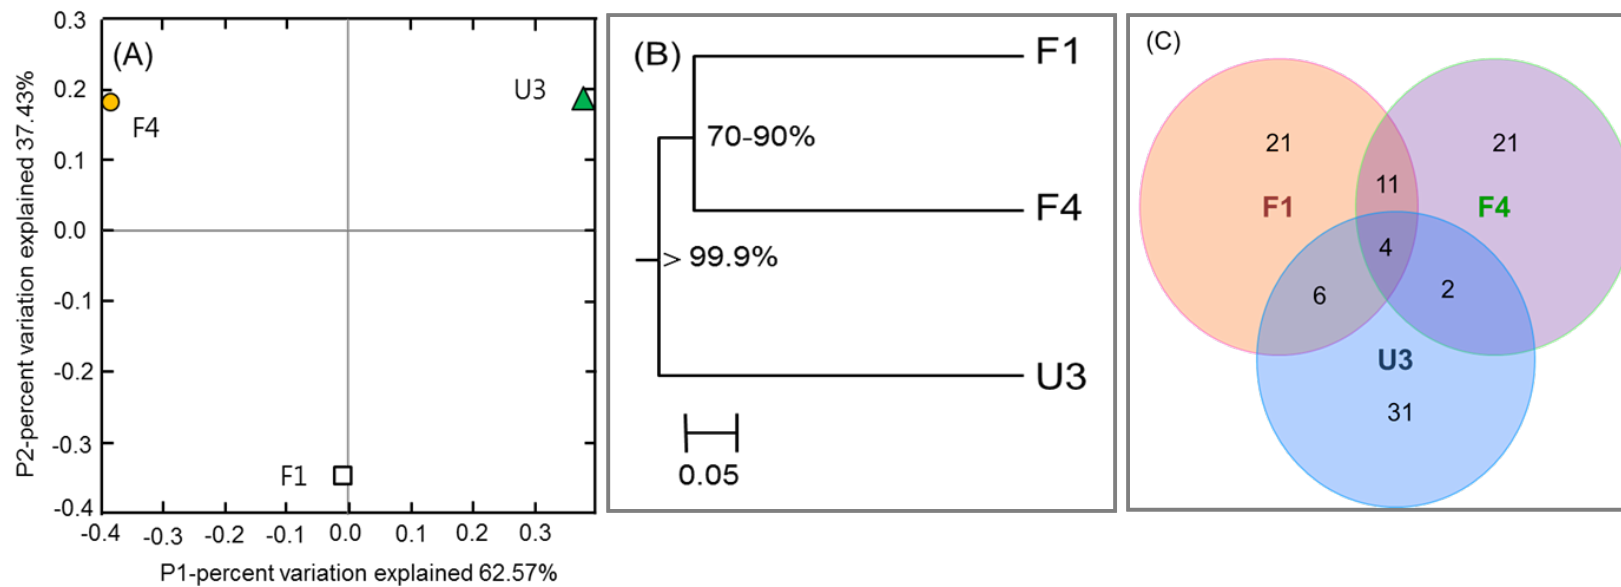 (A)
P2-percent variation explained 37.43%
0.3
0.2
0.1
0.0
-0.1
-0.2
-0.3
-0.4
F4
U3
F1
-0.4 -0.3 -0.2 -0.1 0.0 0.1 0.2 0.3
P1-percent variation explained 62.57%
(B)
F1
70-90%
F4
> 99.9%
U3
0.05
(C)
21 21
11
F1 F4
4
6 2
U3
31